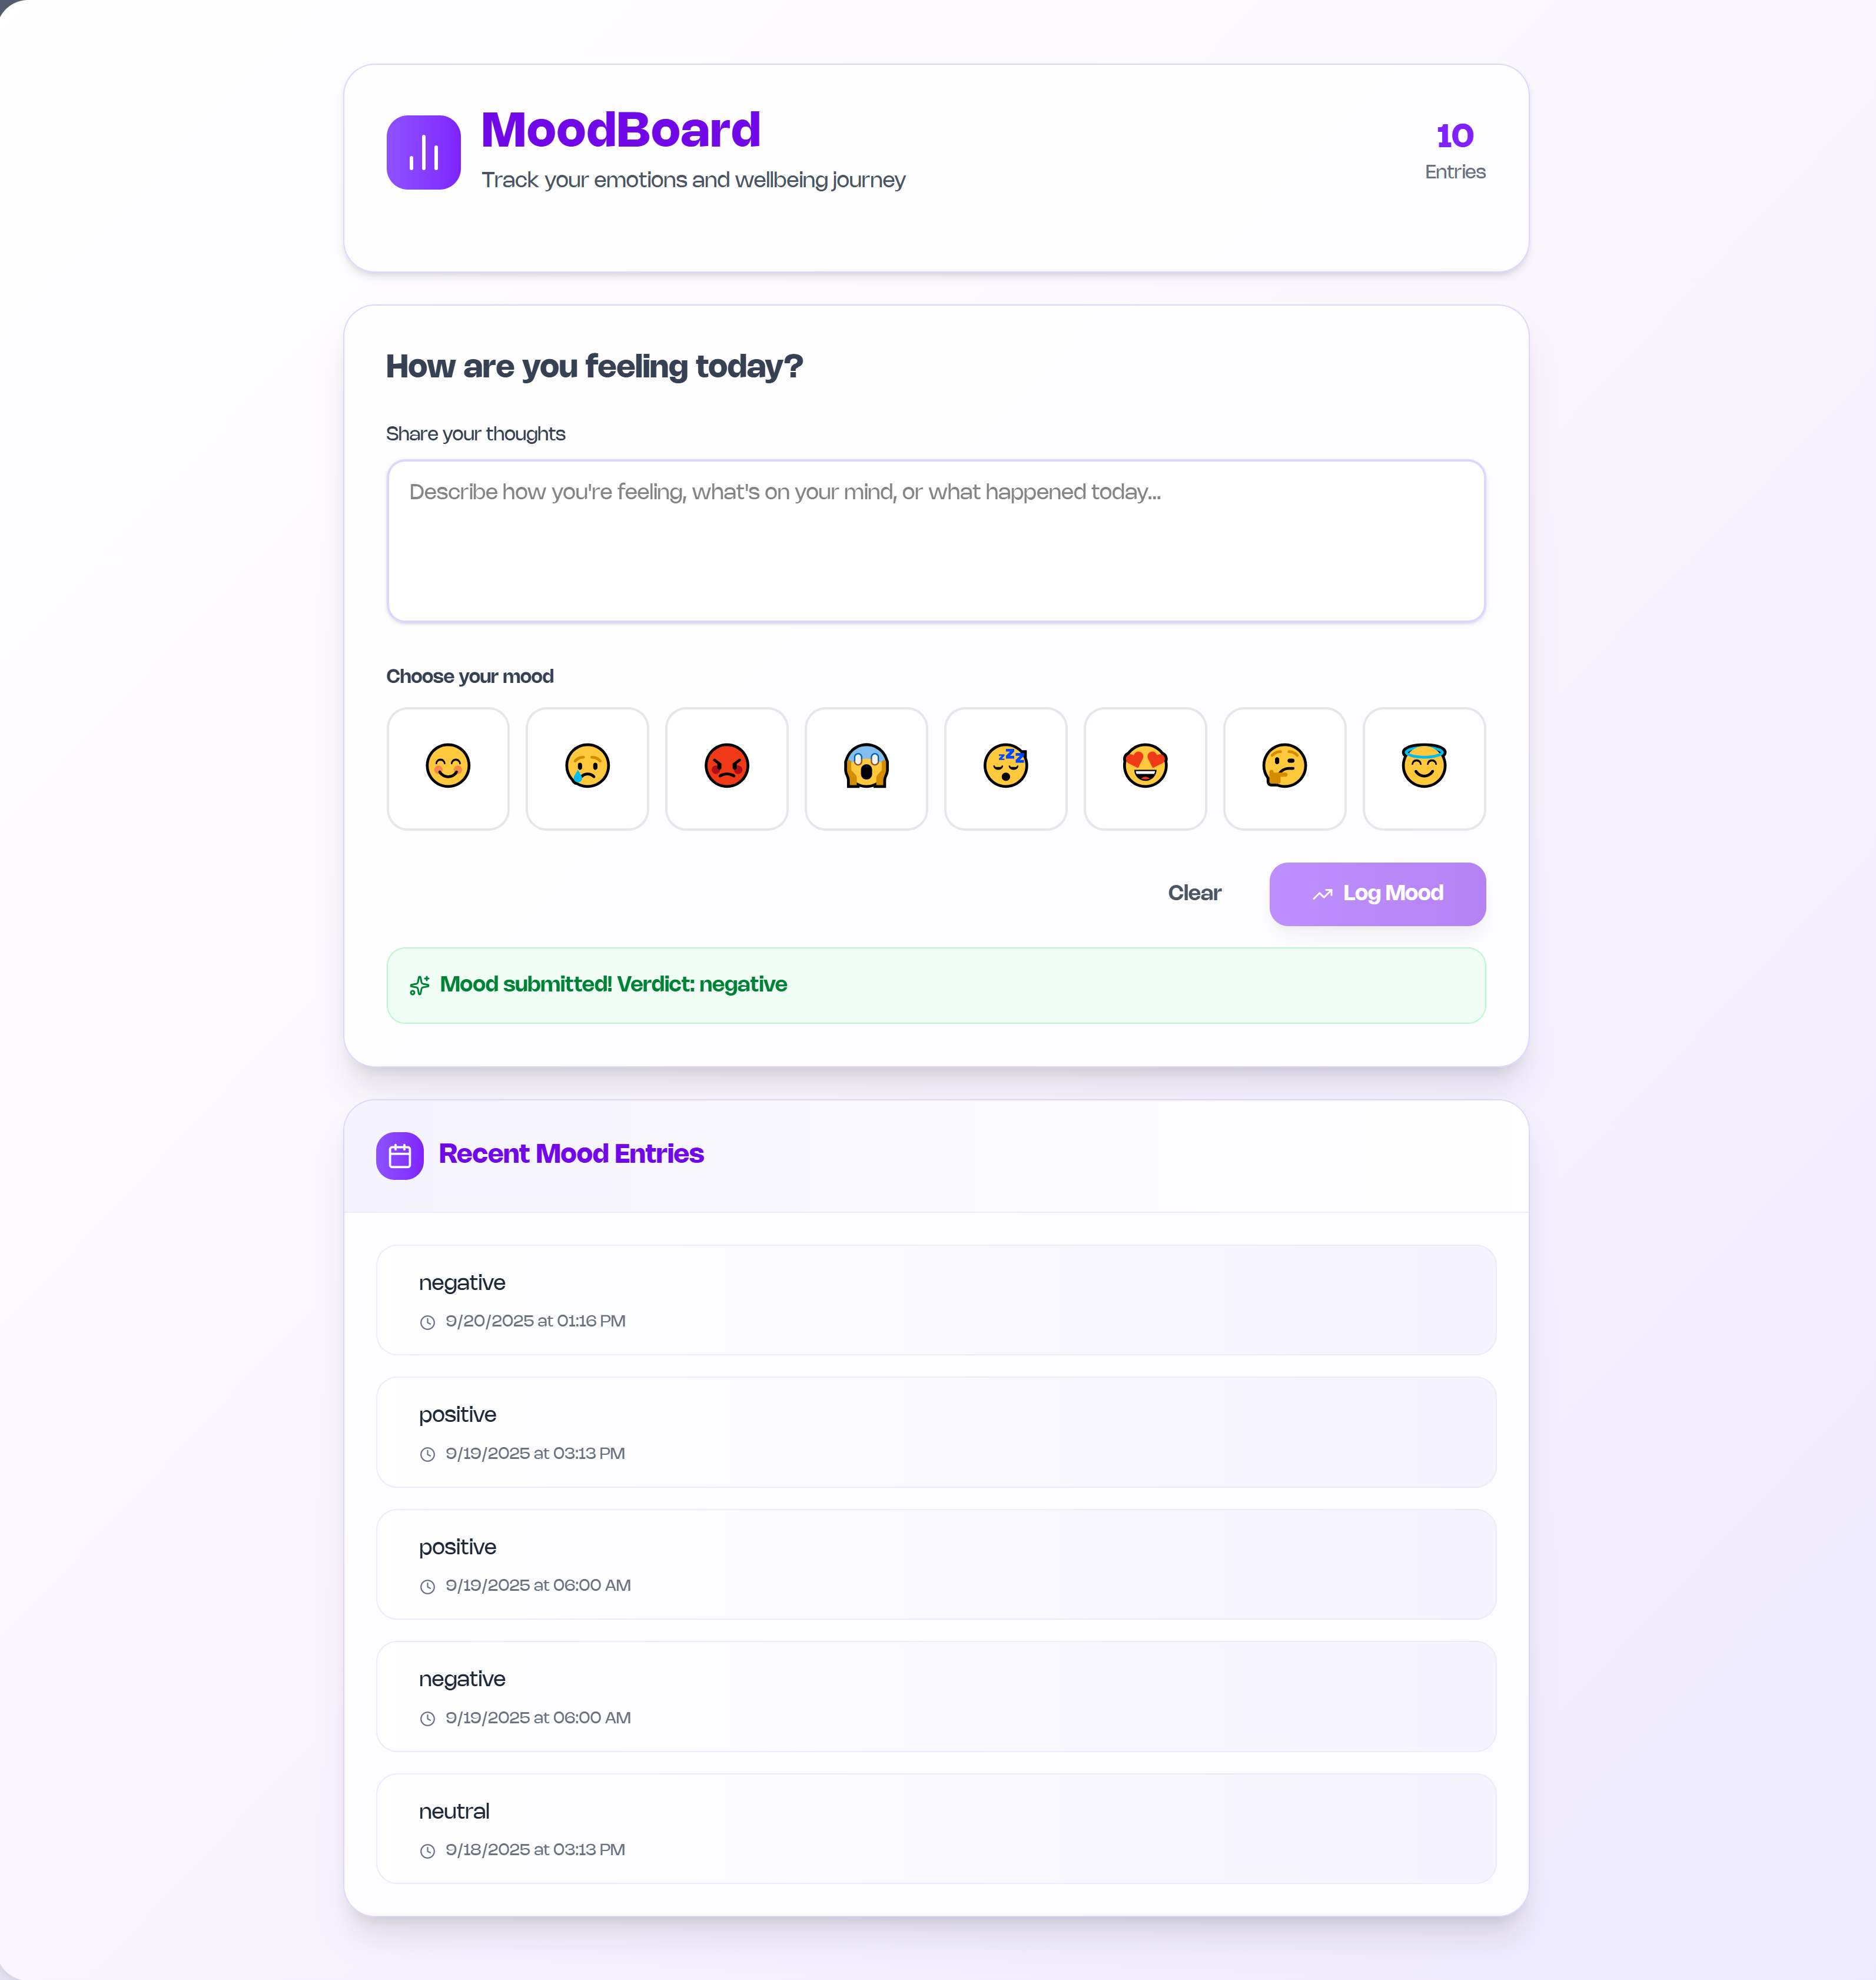 MoodBoard
Track your emotions and wellbeing journey
10
Entries
How are you feeling today?
Share your thoughts
Describe how you're feeling, what's on your mind, or what happened today...
Choose your mood
Clear
Log Mood
Mood submitted! Verdict: negative
Recent Mood Entries
negative
9/20/2025 at 01:16 PM
positive
9/19/2025 at 03:13 PM
positive
9/19/2025 at 06:00 AM
negative
9/19/2025 at 06:00 AM
neutral
9/18/2025 at 03:13 PM